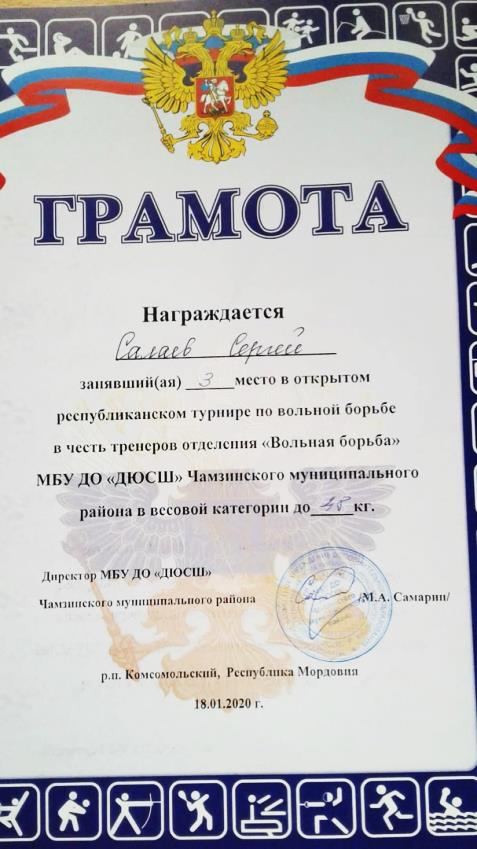 ГРАМОТА
Награждается
Салаев Сергей
занявший(ая) 3 место в открытом
республиканском турнире по вольной борьбе
в честь тренеров отделения «Вольная борьба»
МБУ ДО «ДЮСШ» Чамзинского муниципального
района в весовой категории до 48 кг.
Директор МБУ ДО «ДЮСШ»
Чамзинского муниципального района /М.А. Самарин/
р.п. Комсомольский, Республика Мордовия
18.01.2020 г.